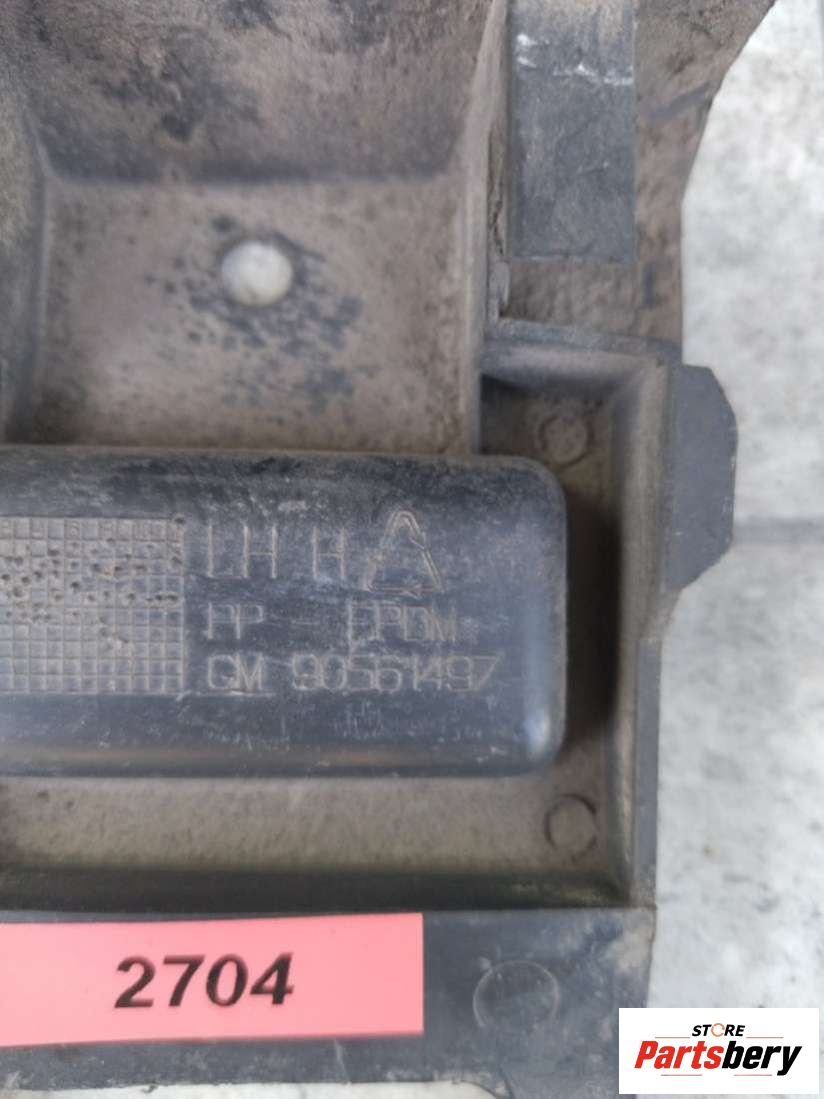 LH H
PP - EPDM
GM 90561497
2704
STORE
Partsbery